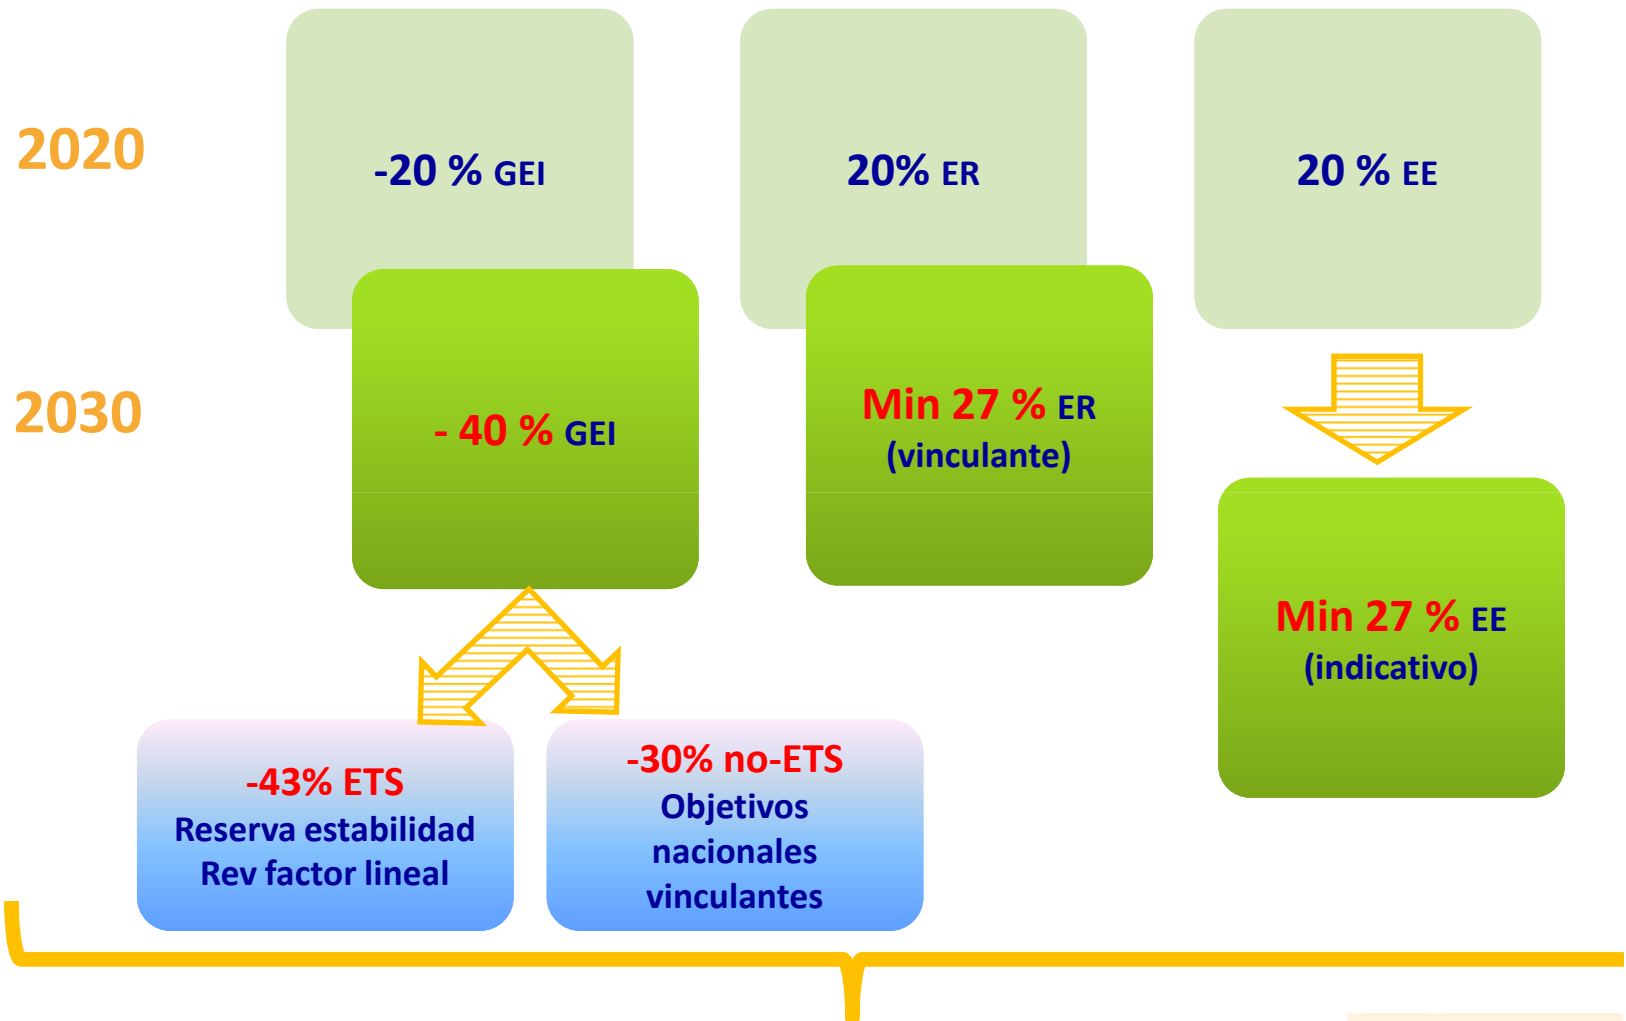 2020
-20 % GEI
20% ER
20 % EE
2030
- 40 % GEI
Min 27 % ER
(vinculante)
Min 27 % EE
(indicativo)
-43% ETS
Reserva estabilidad
Rev factor lineal
-30% no-ETS
Objetivos
nacionales
vinculantes